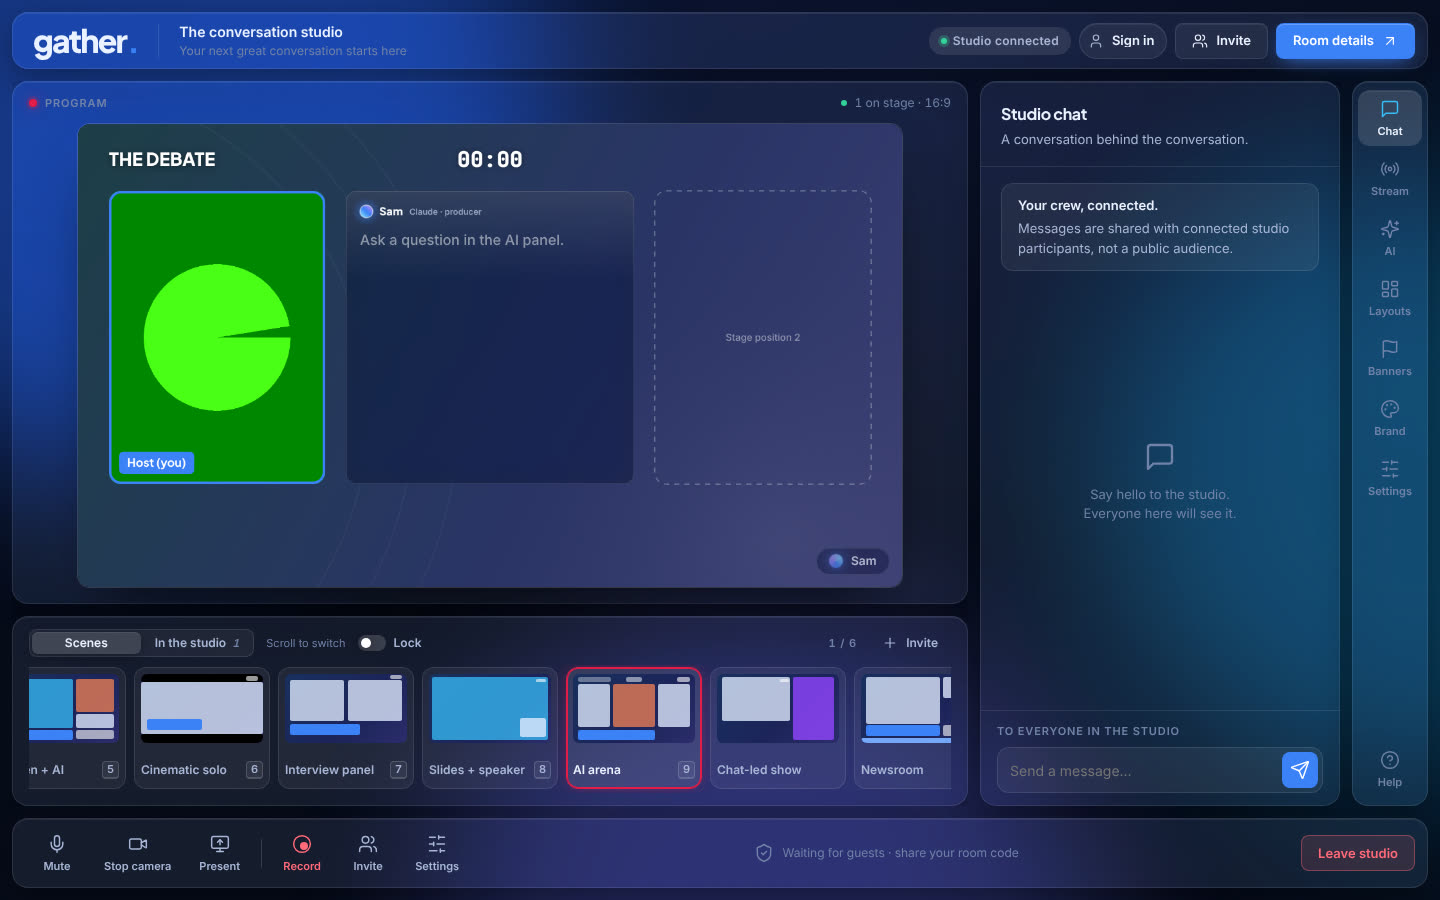 gather.
The conversation studio
Your next great conversation starts here
Studio connected
Sign in
Invite
Room details
PROGRAM
1 on stage · 16:9
THE DEBATE
00:00
Host (you)
Sam Claude · producer
Ask a question in the AI panel.
Stage position 2
Sam
Scenes
In the studio 1
Scroll to switch
Lock
1 / 6
Invite
n + AI 5
Cinematic solo 6
Interview panel 7
Slides + speaker 8
AI arena 9
Chat-led show
Newsroom
Studio chat
A conversation behind the conversation.
Your crew, connected.
Messages are shared with connected studio
participants, not a public audience.
Say hello to the studio.
Everyone here will see it.
TO EVERYONE IN THE STUDIO
Send a message...
Chat
Stream
AI
Layouts
Banners
Brand
Settings
Help
Mute
Stop camera
Present
Record
Invite
Settings
Waiting for guests · share your room code
Leave studio